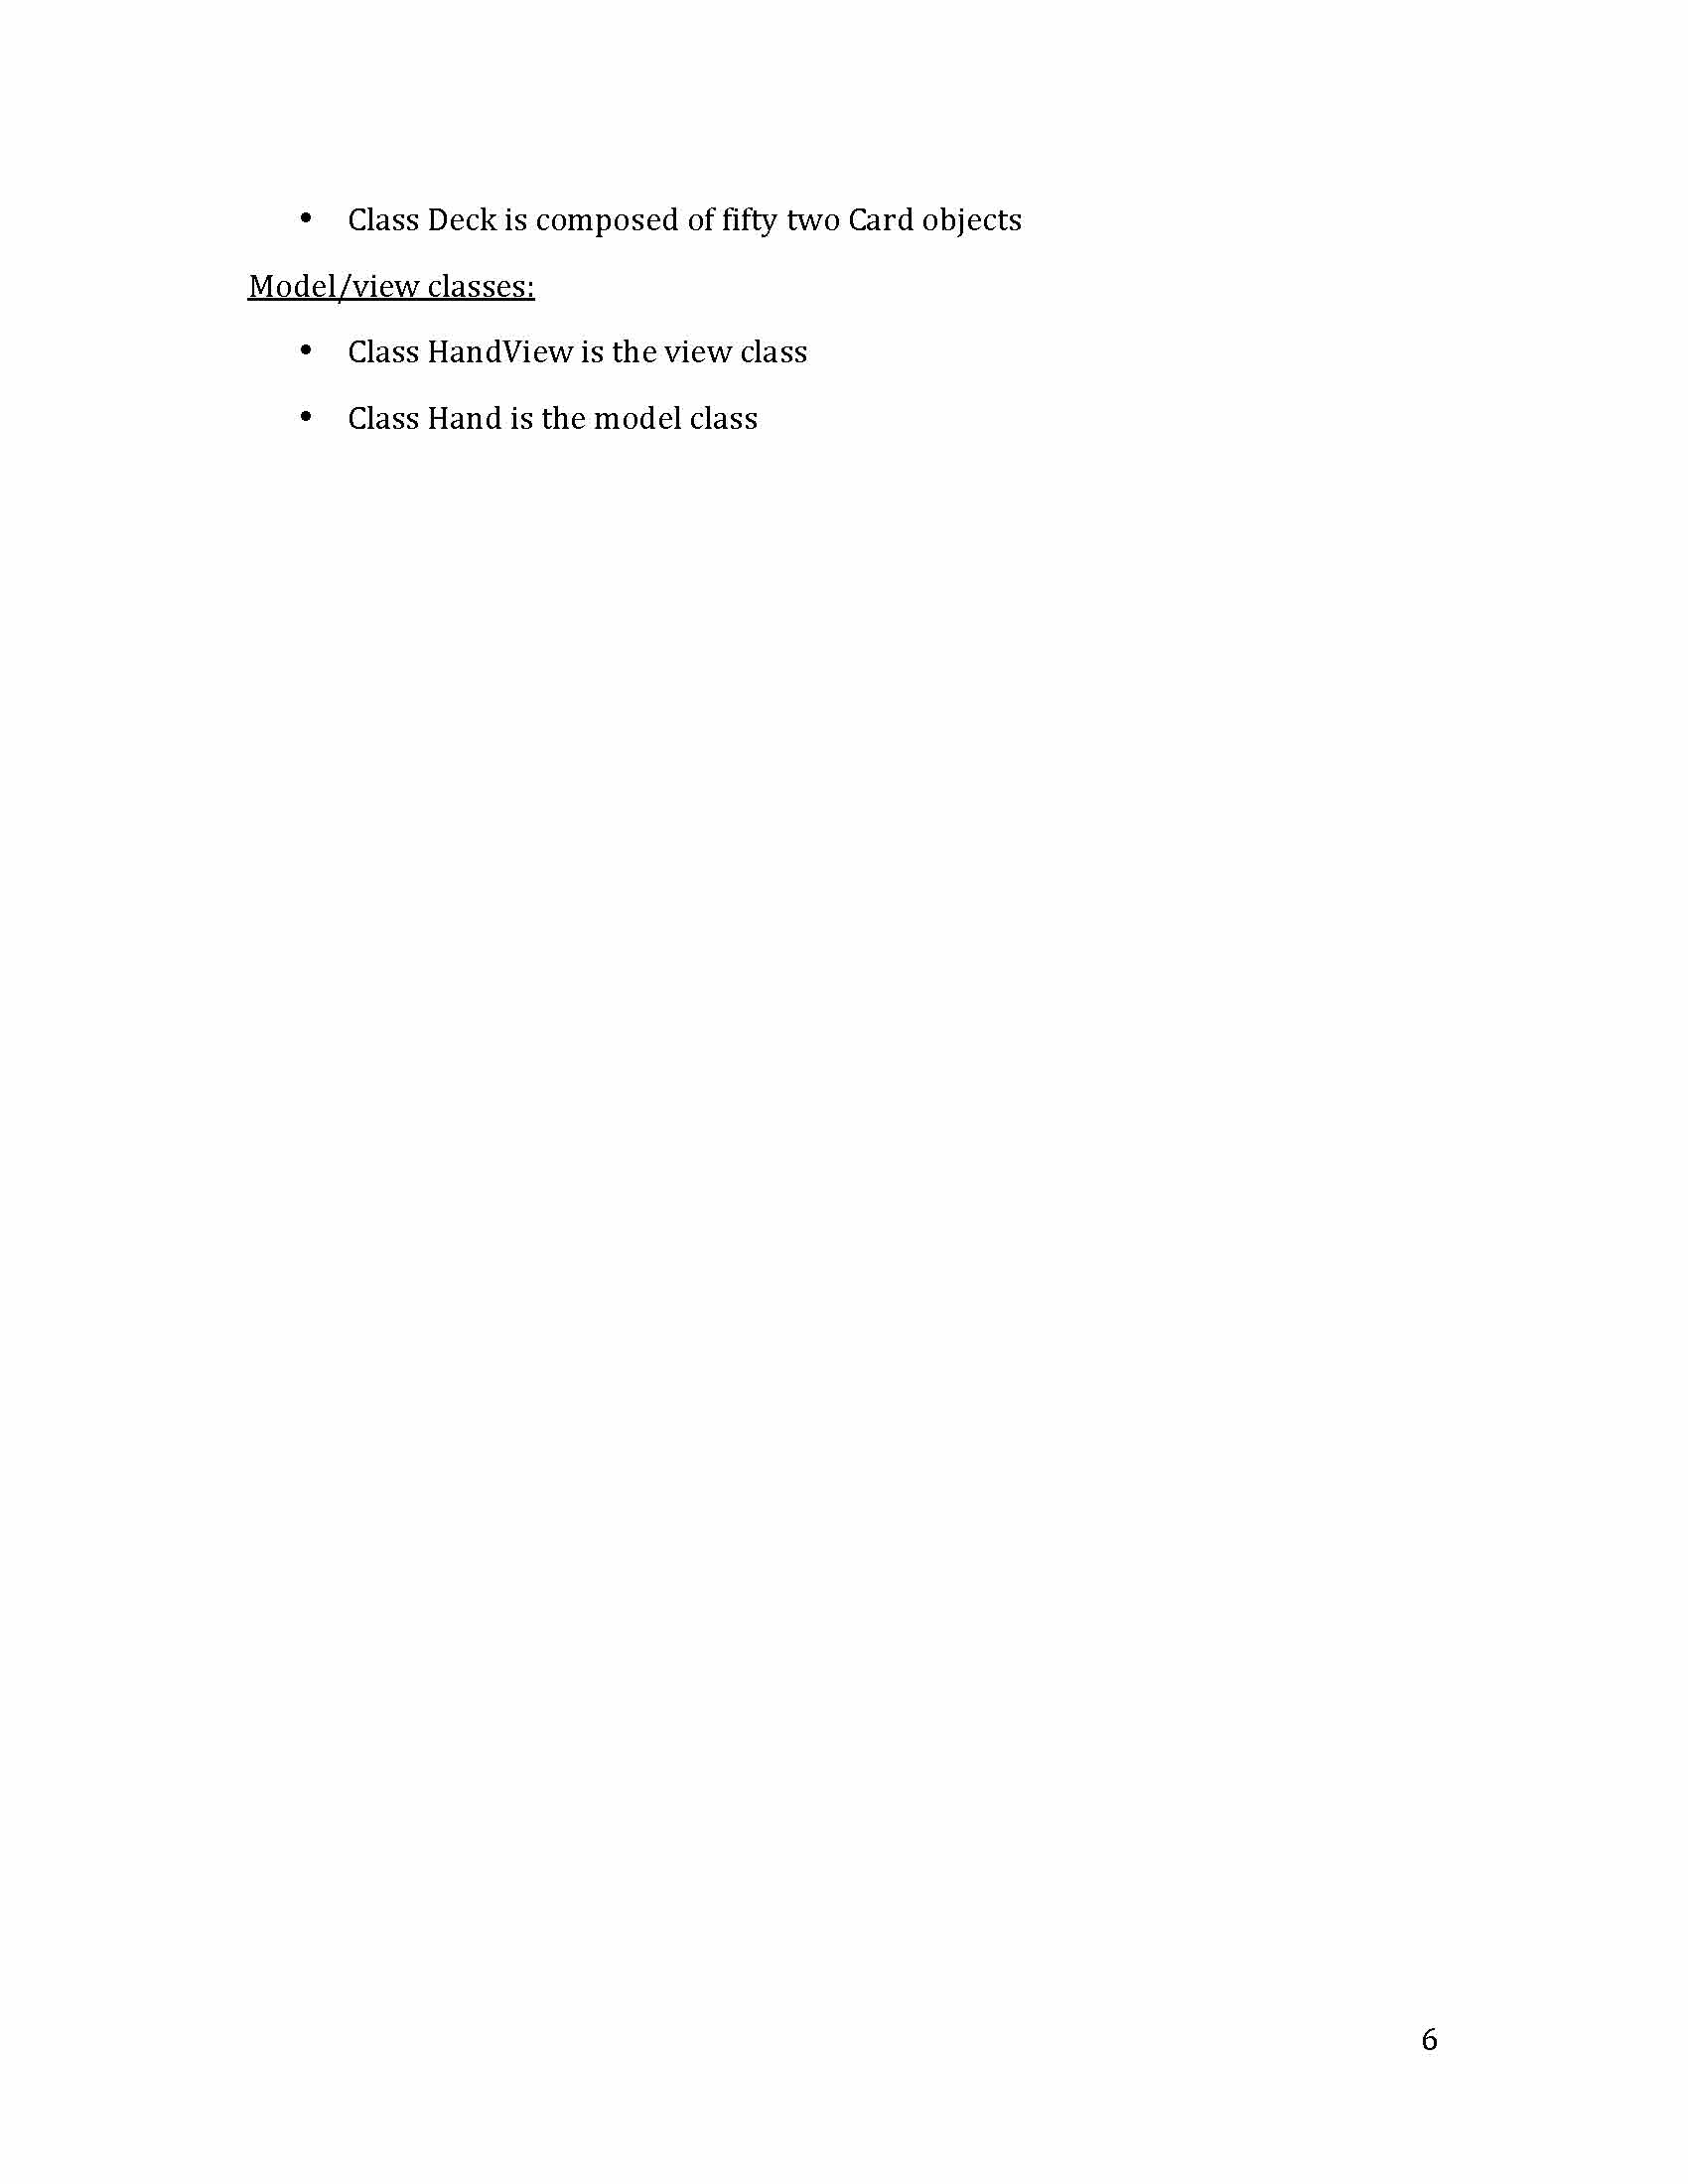 • Class Deck is composed of fifty two Card objects
Model/view classes:
• Class HandView is the view class
• Class Hand is the model class
6